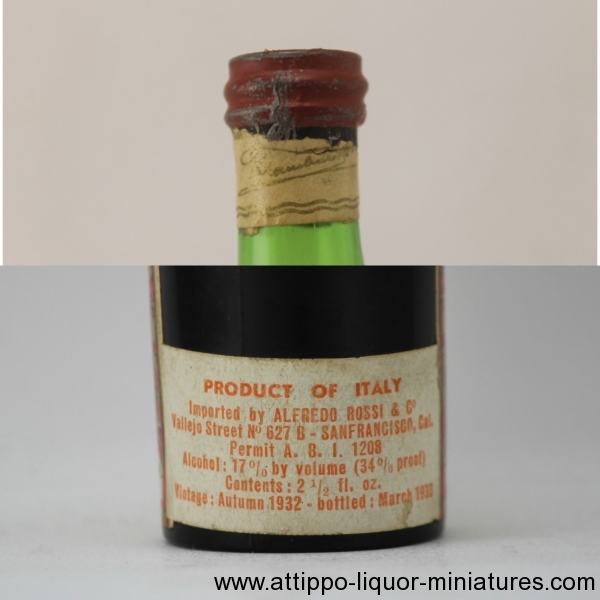 PRODUCT OF ITALY
Imported by ALFREDO ROSSI & Cº
Vallejo Street Nº 627 B - SANFRANCISCO, Cal.
Permit A. B. I. 1208
Alcohol: 17% by volume (34% proof)
Contents: 2 1/2 fl. oz.
Vintage: Autumn 1932 - bottled: March
www.attippo-liquor-miniatures.com